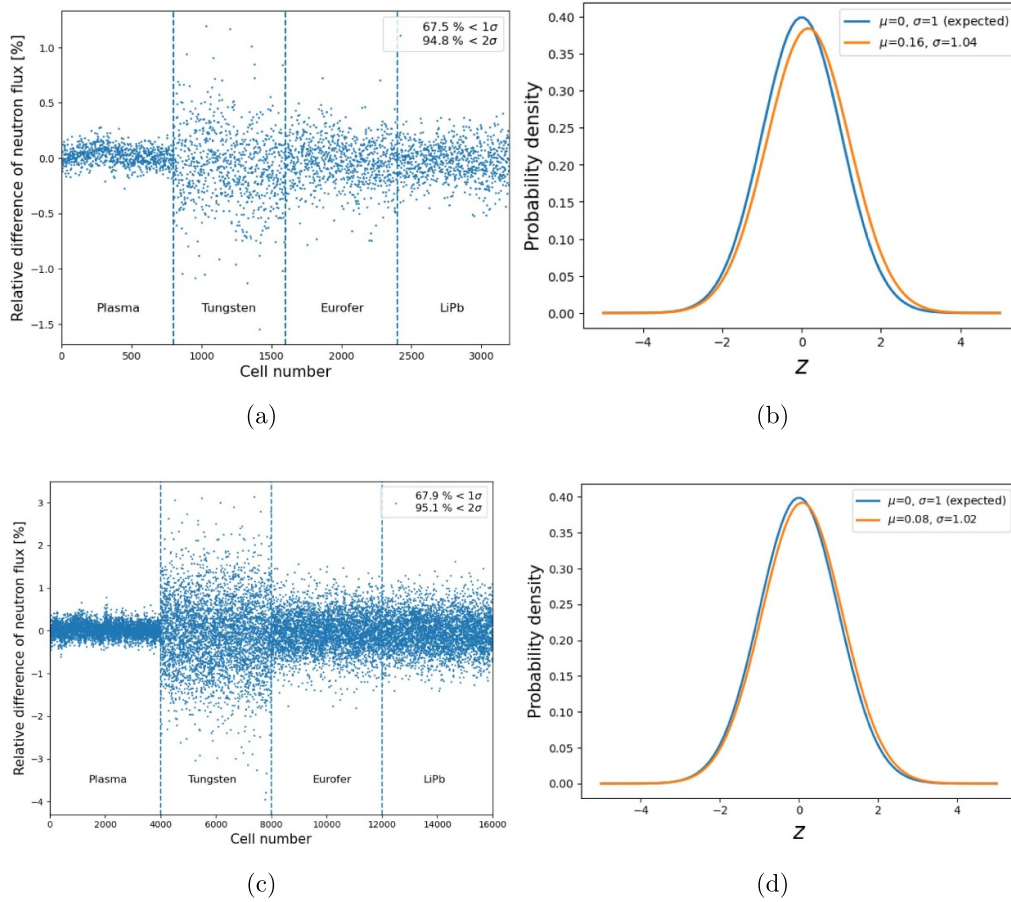 67.5 % < 1σ
94.8 % < 2σ
1.0
0.5
0.0
−0.5
−1.0
−1.5
Relative difference of neutron flux [%]
Plasma Tungsten Eurofer LiPb
0 500 1000 1500 2000 2500 3000
Cell number
(a)
μ=0, σ=1 (expected)
μ=0.16, σ=1.04
0.40
0.35
0.30
0.25
0.20
0.15
0.10
0.05
0.00
Probability density
−4 −2 0 2 4
z
(b)
67.9 % < 1σ
95.1 % < 2σ
3
2
1
0
−1
−2
−3
−4
Relative difference of neutron flux [%]
Plasma Tungsten Eurofer LiPb
0 2000 4000 6000 8000 10000 12000 14000 16000
Cell number
(c)
μ=0, σ=1 (expected)
μ=0.08, σ=1.02
0.40
0.35
0.30
0.25
0.20
0.15
0.10
0.05
0.00
Probability density
−4 −2 0 2 4
z
(d)